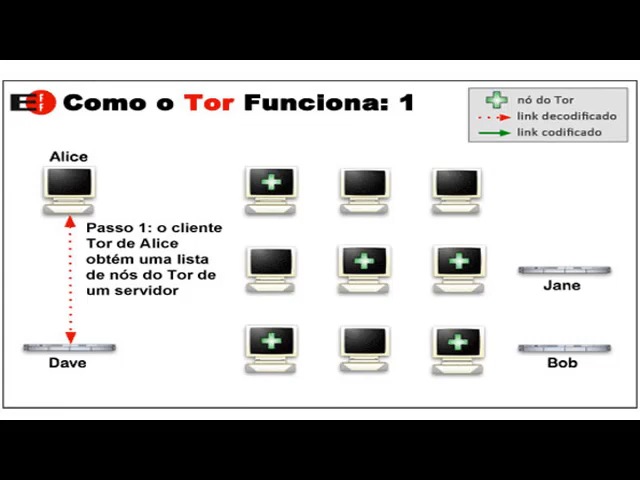 EFF Como o Tor Funciona: 1
nó do Tor
link decodificado
link codificado
Alice
Passo 1: o cliente
Tor de Alice
obtém uma lista
de nós do Tor de
um servidor
Jane
Dave
Bob